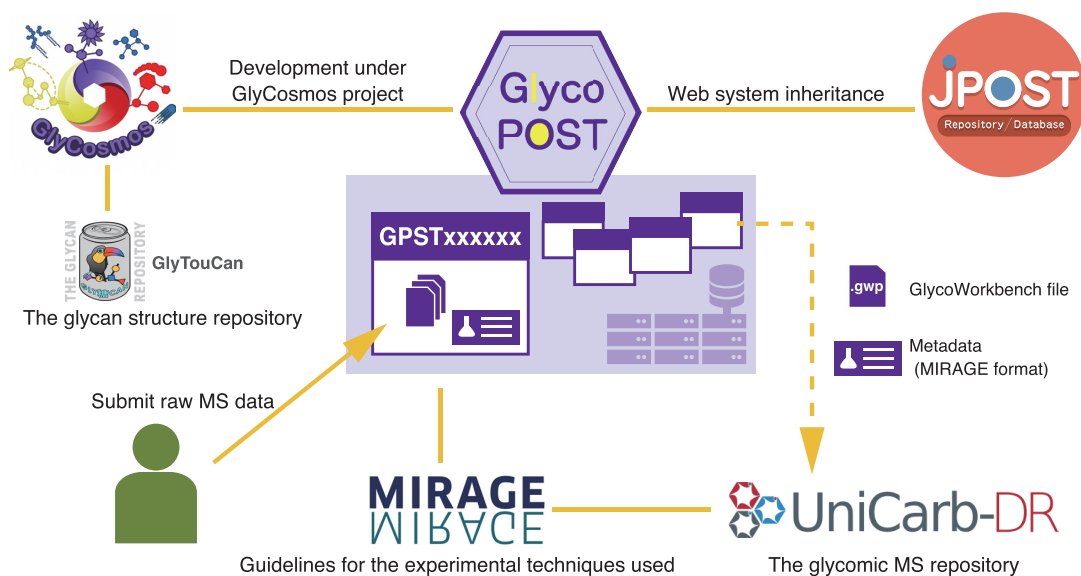 GlyCosmos
Development under
GlyCosmos project
Glyco
POST
Web system inheritance
jPOST
Repository/Database
THE GLYCAN
REPOSITORY
GLYTOUCAN
GlyTouCan
The glycan structure repository
GPSTxxxxxx
.gwp
GlycoWorkbench file
Metadata
(MIRAGE format)
Submit raw MS data
MIRAGE
MIRAGE
Guidelines for the experimental techniques used
UniCarb-DR
The glycomic MS repository